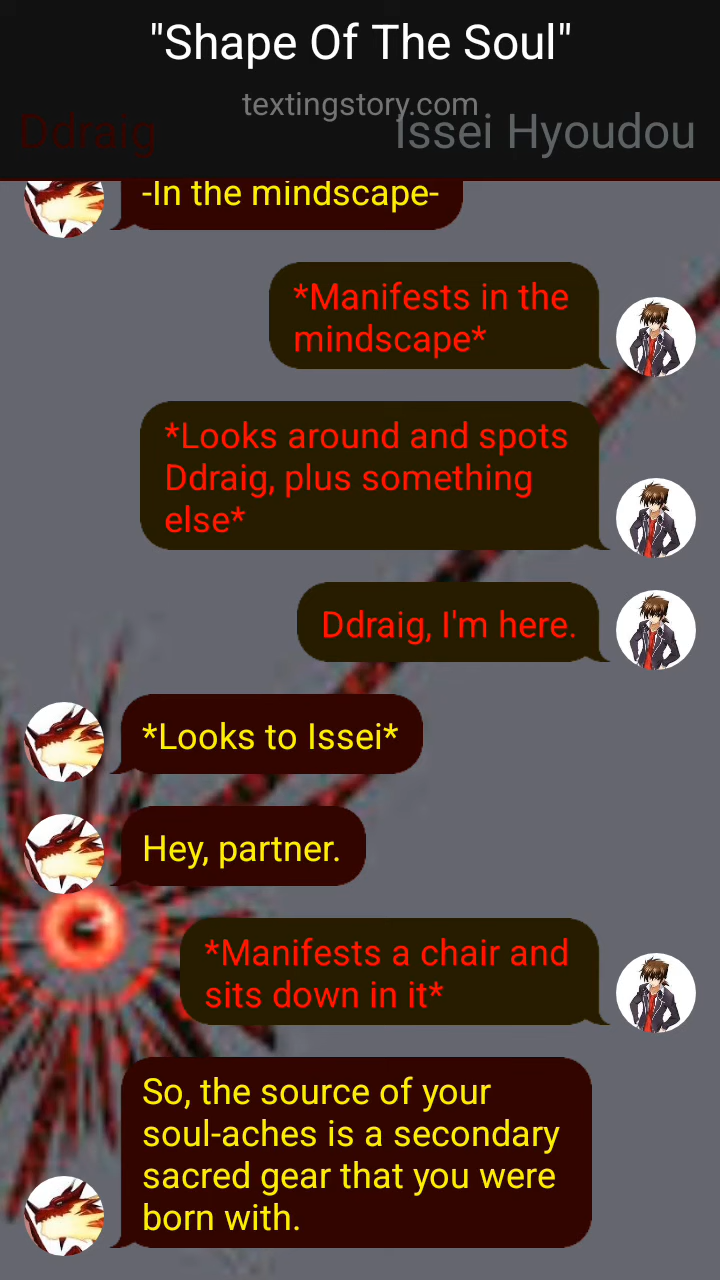 "Shape Of The Soul"
textingstory.com
Ddraig
Issei Hyoudou
-In the mindscape-
*Manifests in the
mindscape*
*Looks around and spots
Ddraig, plus something
else*
Ddraig, I'm here.
*Looks to Issei*
Hey, partner.
*Manifests a chair and
sits down in it*
So, the source of your
soul-aches is a secondary
sacred gear that you were
born with.